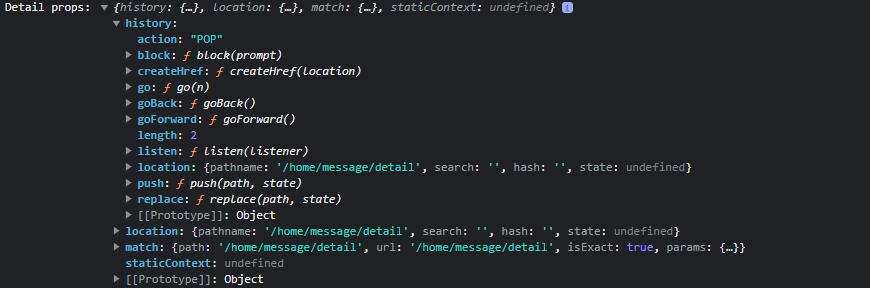 Detail props: ▼ {history: {…}, location: {…}, match: {…}, staticContext: undefined} i
▼ history:
action: "POP"
▶ block: ƒ block(prompt)
▶ createHref: ƒ createHref(location)
▶ go: ƒ go(n)
▶ goBack: ƒ goBack()
▶ goForward: ƒ goForward()
length: 2
▶ listen: ƒ listen(listener)
▶ location: {pathname: '/home/message/detail', search: '', hash: '', state: undefined}
▶ push: ƒ push(path, state)
▶ replace: ƒ replace(path, state)
▶ [[Prototype]]: Object
▶ location: {pathname: '/home/message/detail', search: '', hash: '', state: undefined}
▶ match: {path: '/home/message/detail', url: '/home/message/detail', isExact: true, params: {…}}
staticContext: undefined
▶ [[Prototype]]: Object